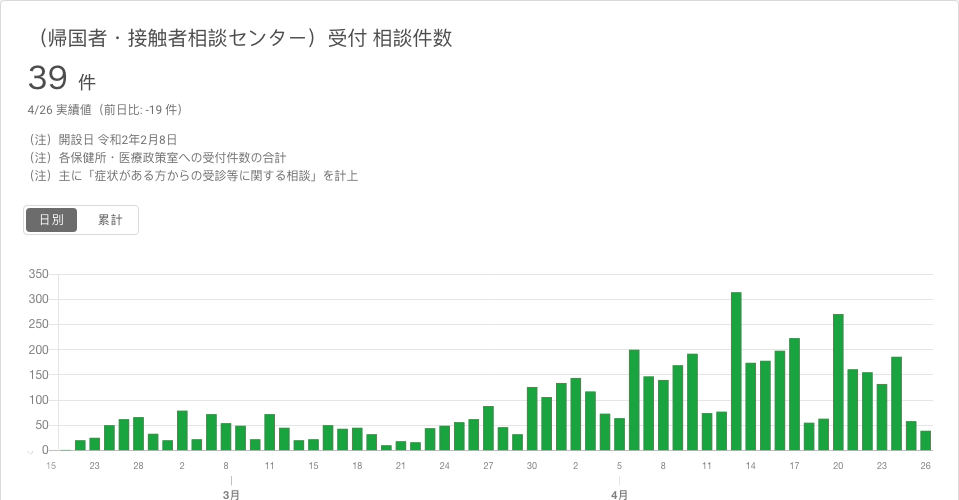 （帰国者・接触者相談センター）受付 相談件数
39 件
4/26 実績値（前日比: -19 件）
（注）開設日 令和2年2月8日
（注）各保健所・医療政策室への受付件数の合計
（注）主に「症状がある方からの受診等に関する相談」を計上
日別 累計
350
300
250
200
150
100
50
0
15 23 28 2 8 11 15 18 21 24 27 30 2 5 8 11 14 17 20 23 26
3月 4月